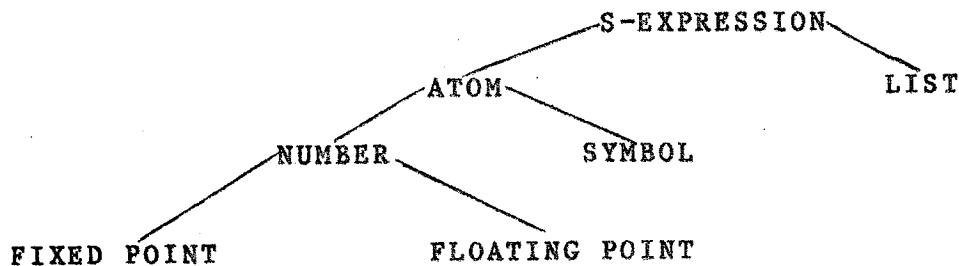 S-EXPRESSION
ATOM
LIST
NUMBER
SYMBOL
FIXED POINT
FLOATING POINT